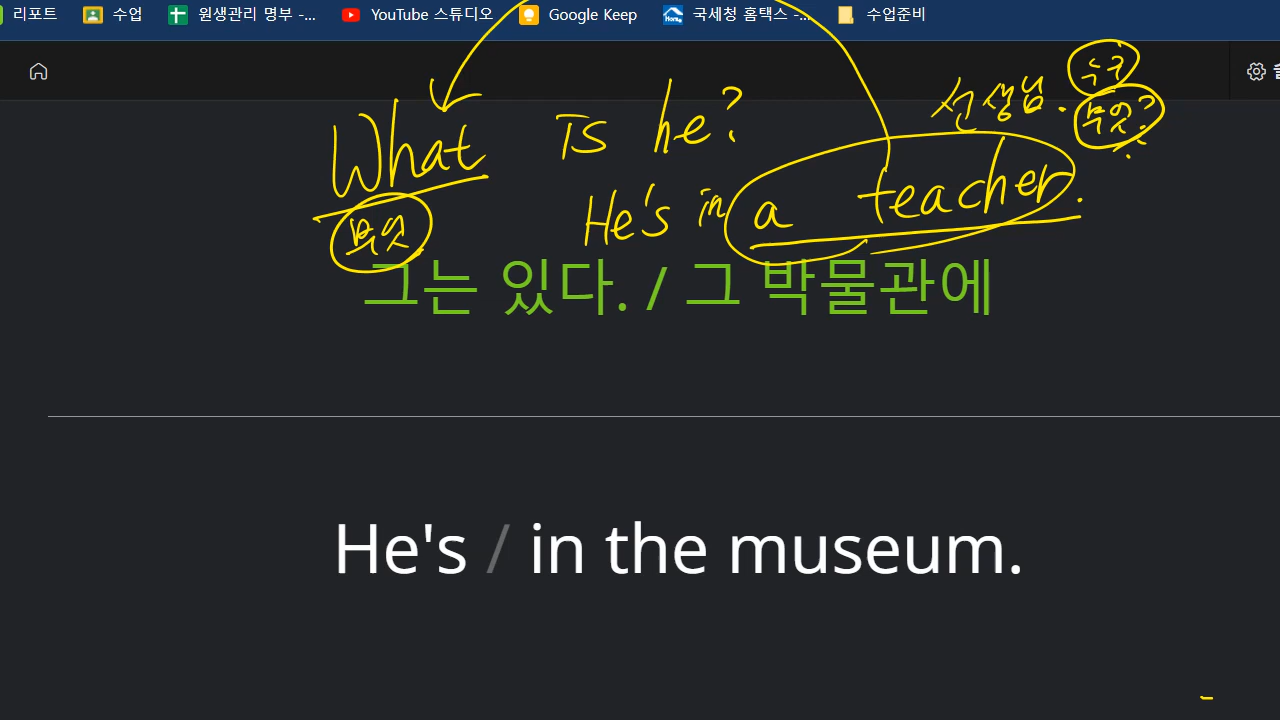 리포트 수업 원생관리 명부 -... YouTube 스튜디오 Google Keep 국세청 홈택스 -... 수업준비
What is he?
선생님. 누구
무엇?
He's in a teacher.
무엇
그는 있다. / 그 박물관에
He's / in the museum.